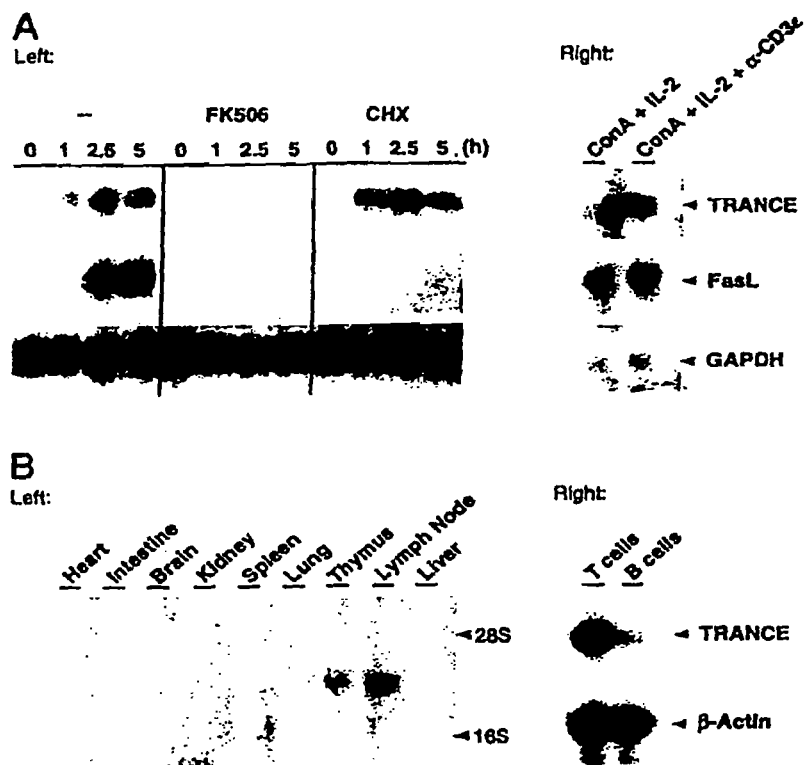 A
Left:
Right:
-- FK506 CHX
0 1 2.5 5 0 1 2.5 5 0 1 2.5 5 (h)
ConA + IL-2
ConA + IL-2 + α-CD3ε
TRANCE
FasL
GAPDH
B
Left:
Right:
Heart
Intestine
Brain
Kidney
Spleen
Lung
Thymus
Lymph Node
Liver
28S
16S
T cells
B cells
TRANCE
β-Actin